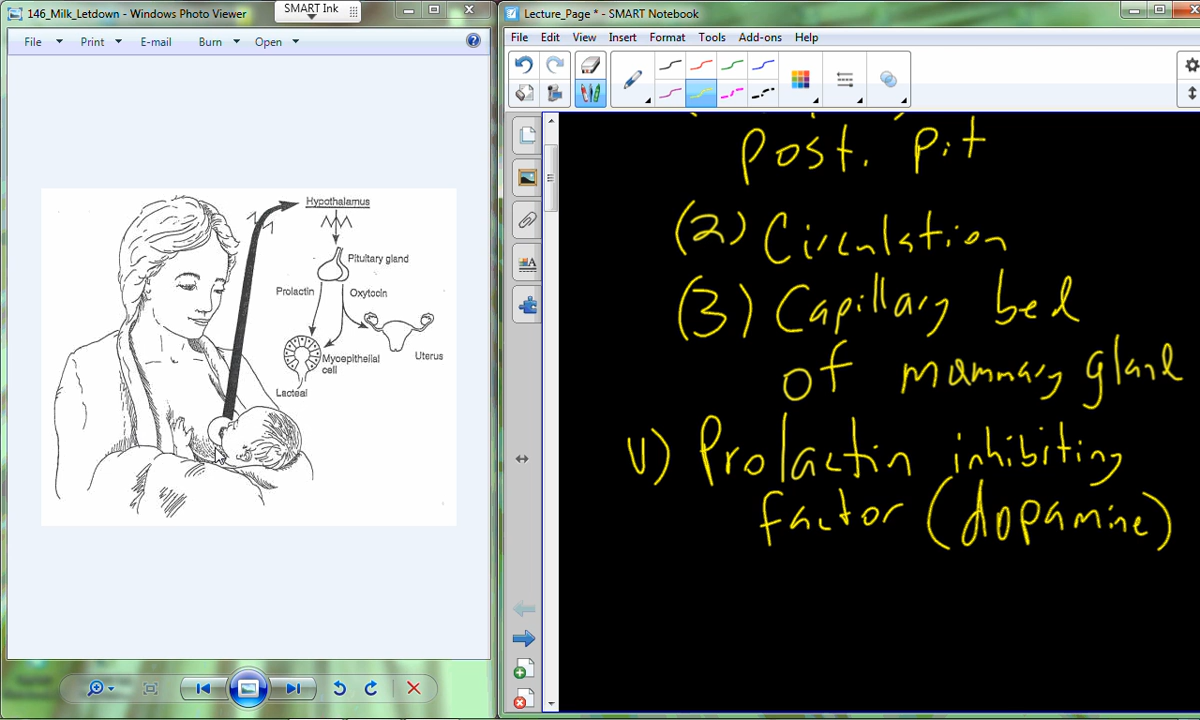 146_Milk_Letdown - Windows Photo Viewer
SMART Ink
File Print E-mail Burn Open
Hypothalamus
Pituitary gland
Prolactin Oxytocin
Myoepithelial
cell
Uterus
Lacteal
Lecture_Page * - SMART Notebook
File Edit View Insert Format Tools Add-ons Help
Post. Pit
(2) Circulation
(3) Capillary bed
of mammary gland
V) Prolactin inhibiting
factor (dopamine)